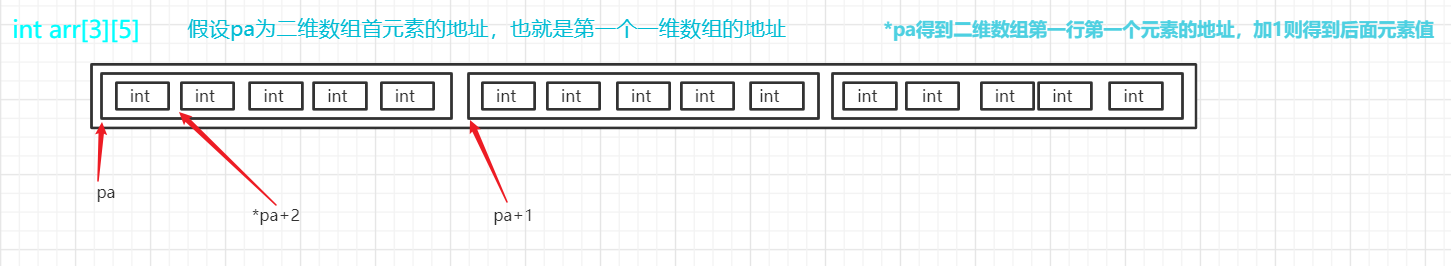 int arr[3][5] 假设pa为二维数组首元素的地址，也就是第一个一维数组的地址 *pa得到二维数组第一行第一个元素的地址，加1则得到后面元素值
int int int int int int int int int int int int int int int
pa
*pa+2 pa+1